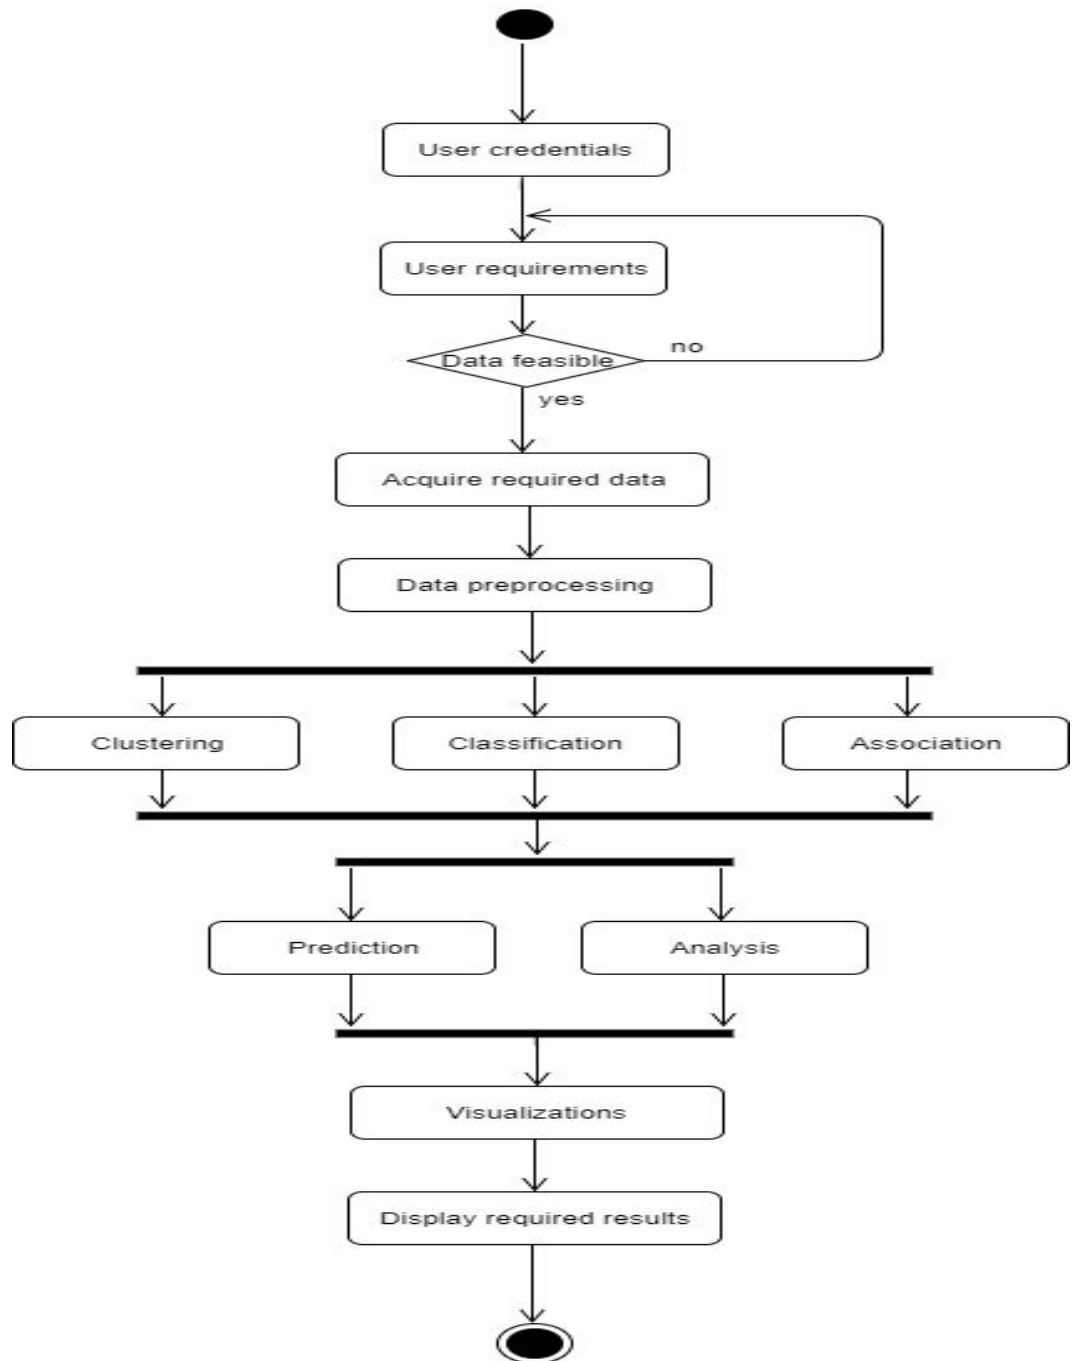 User credentials
User requirements
Data feasible
no
yes
Acquire required data
Data preprocessing
Clustering
Classification
Association
Prediction
Analysis
Visualizations
Display required results